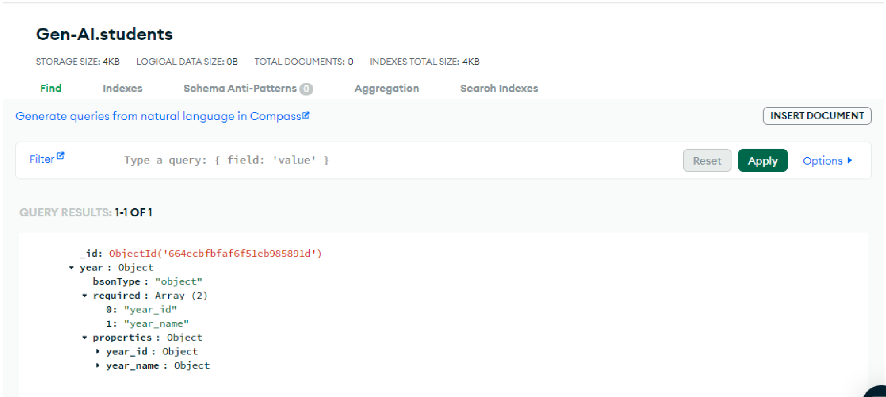 Gen-AI.students
STORAGE SIZE: 4KB LOGICAL DATA SIZE: 0B TOTAL DOCUMENTS: 0 INDEXES TOTAL SIZE: 4KB
Find Indexes Schema Anti-Patterns 0 Aggregation Search Indexes
Generate queries from natural language in Compass
INSERT DOCUMENT
Filter Type a query: { field: 'value' } Reset Apply Options
QUERY RESULTS: 1-1 OF 1
_id: ObjectId('664ecbfbfaf6f51eb985891d')
year: Object
bsonType: "object"
required: Array (2)
0: "year_id"
1: "year_name"
properties: Object
year_id: Object
year_name: Object